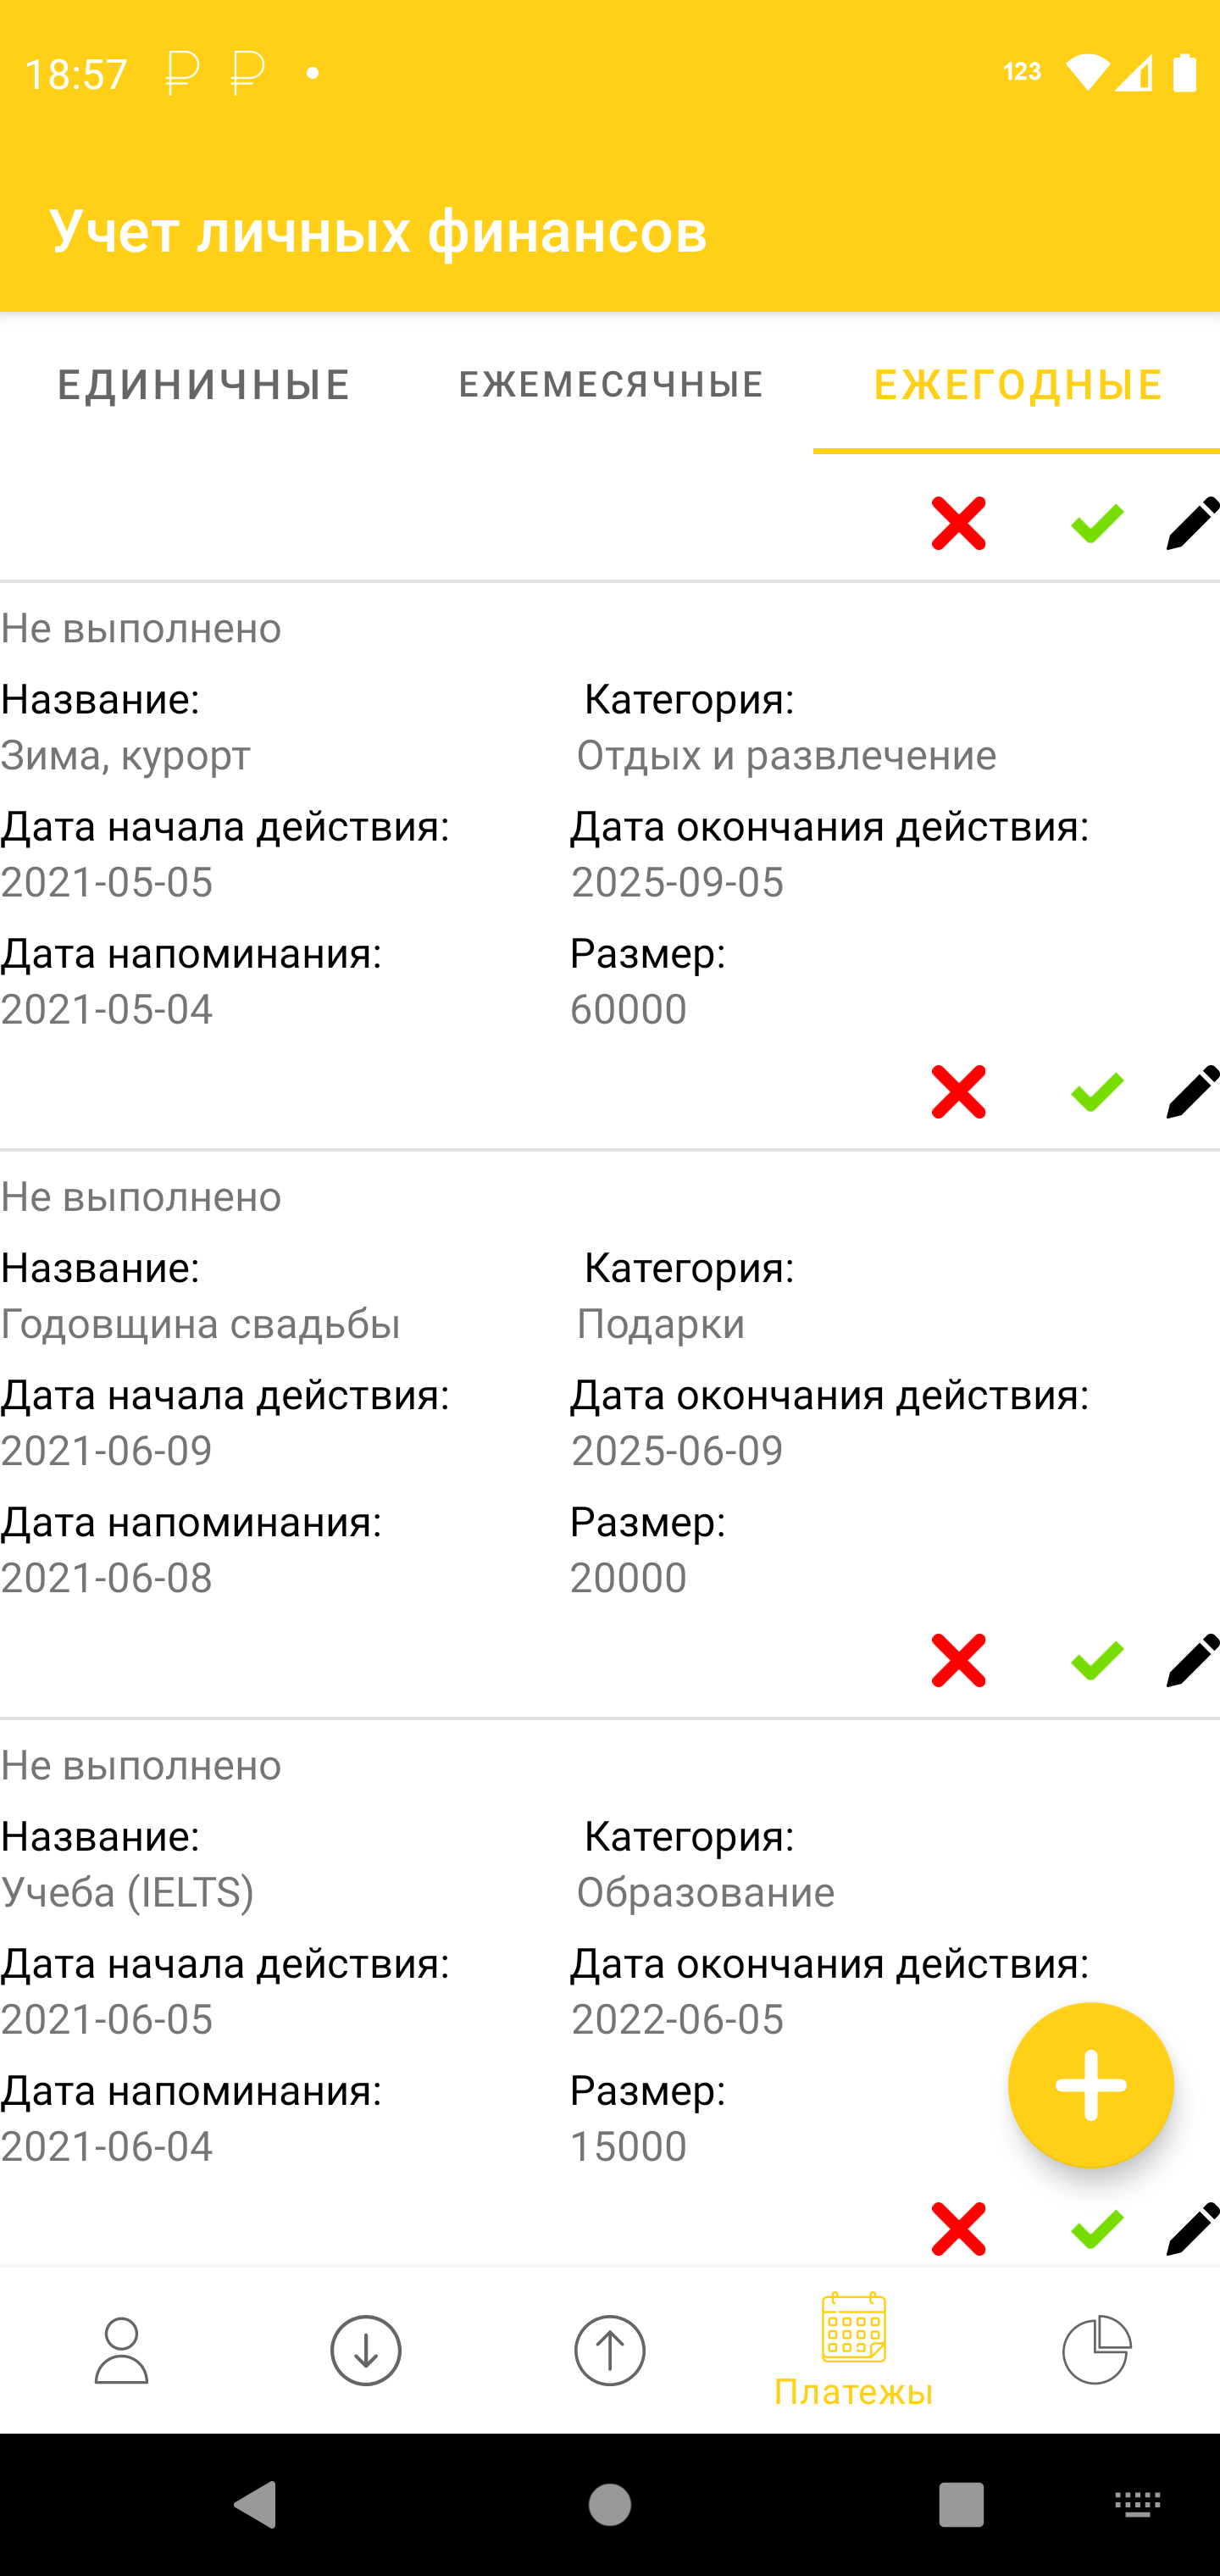 18:57
123
Учет личных финансов
ЕДИНИЧНЫЕ ЕЖЕМЕСЯЧНЫЕ ЕЖЕГОДНЫЕ
Не выполнено
Название: Категория:
Зима, курорт Отдых и развлечение
Дата начала действия: Дата окончания действия:
2021-05-05 2025-09-05
Дата напоминания: Размер:
2021-05-04 60000
Не выполнено
Название: Категория:
Годовщина свадьбы Подарки
Дата начала действия: Дата окончания действия:
2021-06-09 2025-06-09
Дата напоминания: Размер:
2021-06-08 20000
Не выполнено
Название: Категория:
Учеба (IELTS) Образование
Дата начала действия: Дата окончания действия:
2021-06-05 2022-06-05
Дата напоминания: Размер:
2021-06-04 15000
Платежы